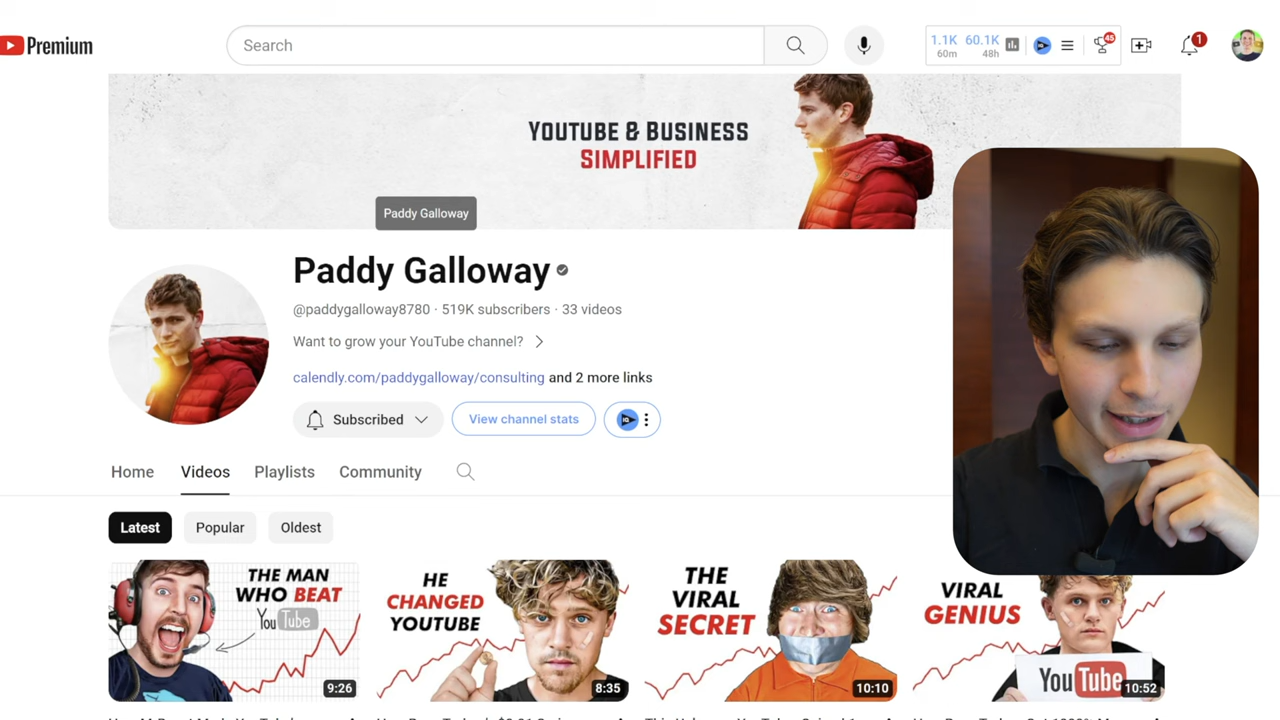 Premium
Search
1.1K 60.1K
60m 48h
45
1
YOUTUBE & BUSINESS
SIMPLIFIED
Paddy Galloway
Paddy Galloway
@paddygalloway8780 · 519K subscribers · 33 videos
Want to grow your YouTube channel?
calendly.com/paddygalloway/consulting and 2 more links
Subscribed
View channel stats
IQ
Home Videos Playlists Community
Latest Popular Oldest
THE MAN
WHO BEAT
YouTube
9:26
HE
CHANGED
YOUTUBE
8:35
THE
VIRAL
SECRET
10:10
VIRAL
GENIUS
YouTube
10:52